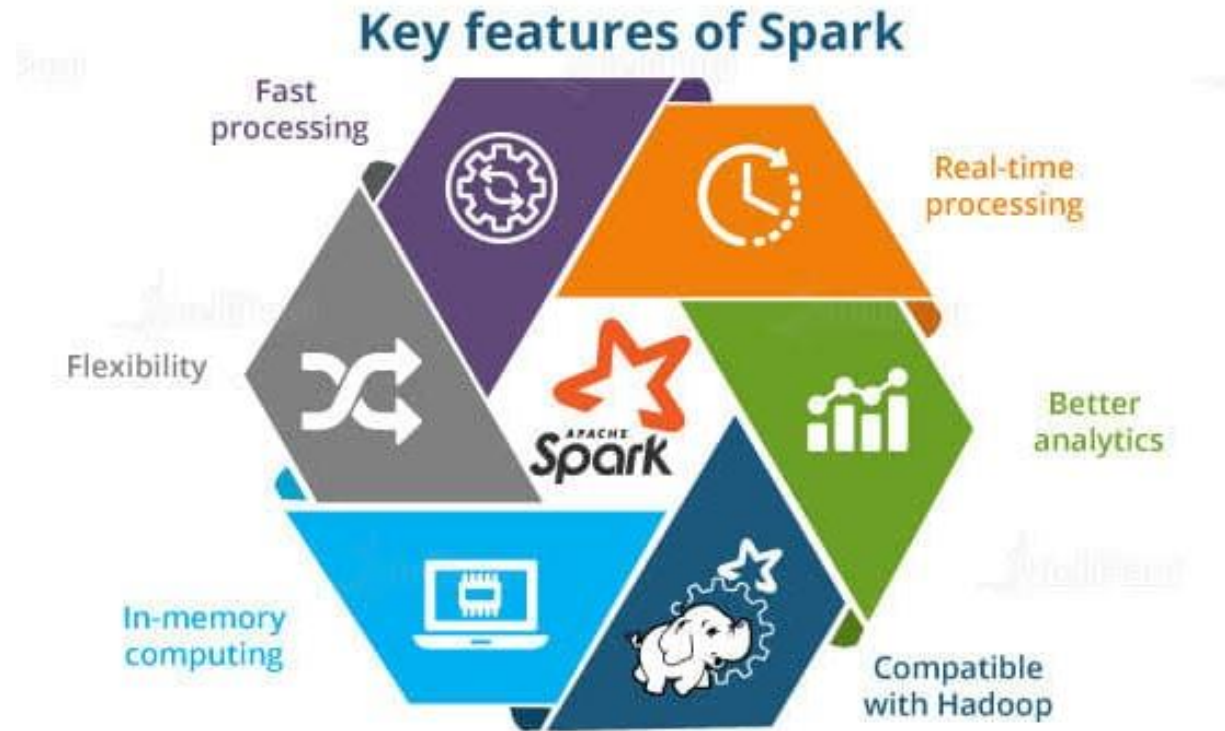 Key features of Spark
Fast
processing
Real-time
processing
Flexibility
APACHE
Spark
Better
analytics
In-memory
computing
Compatible
with Hadoop